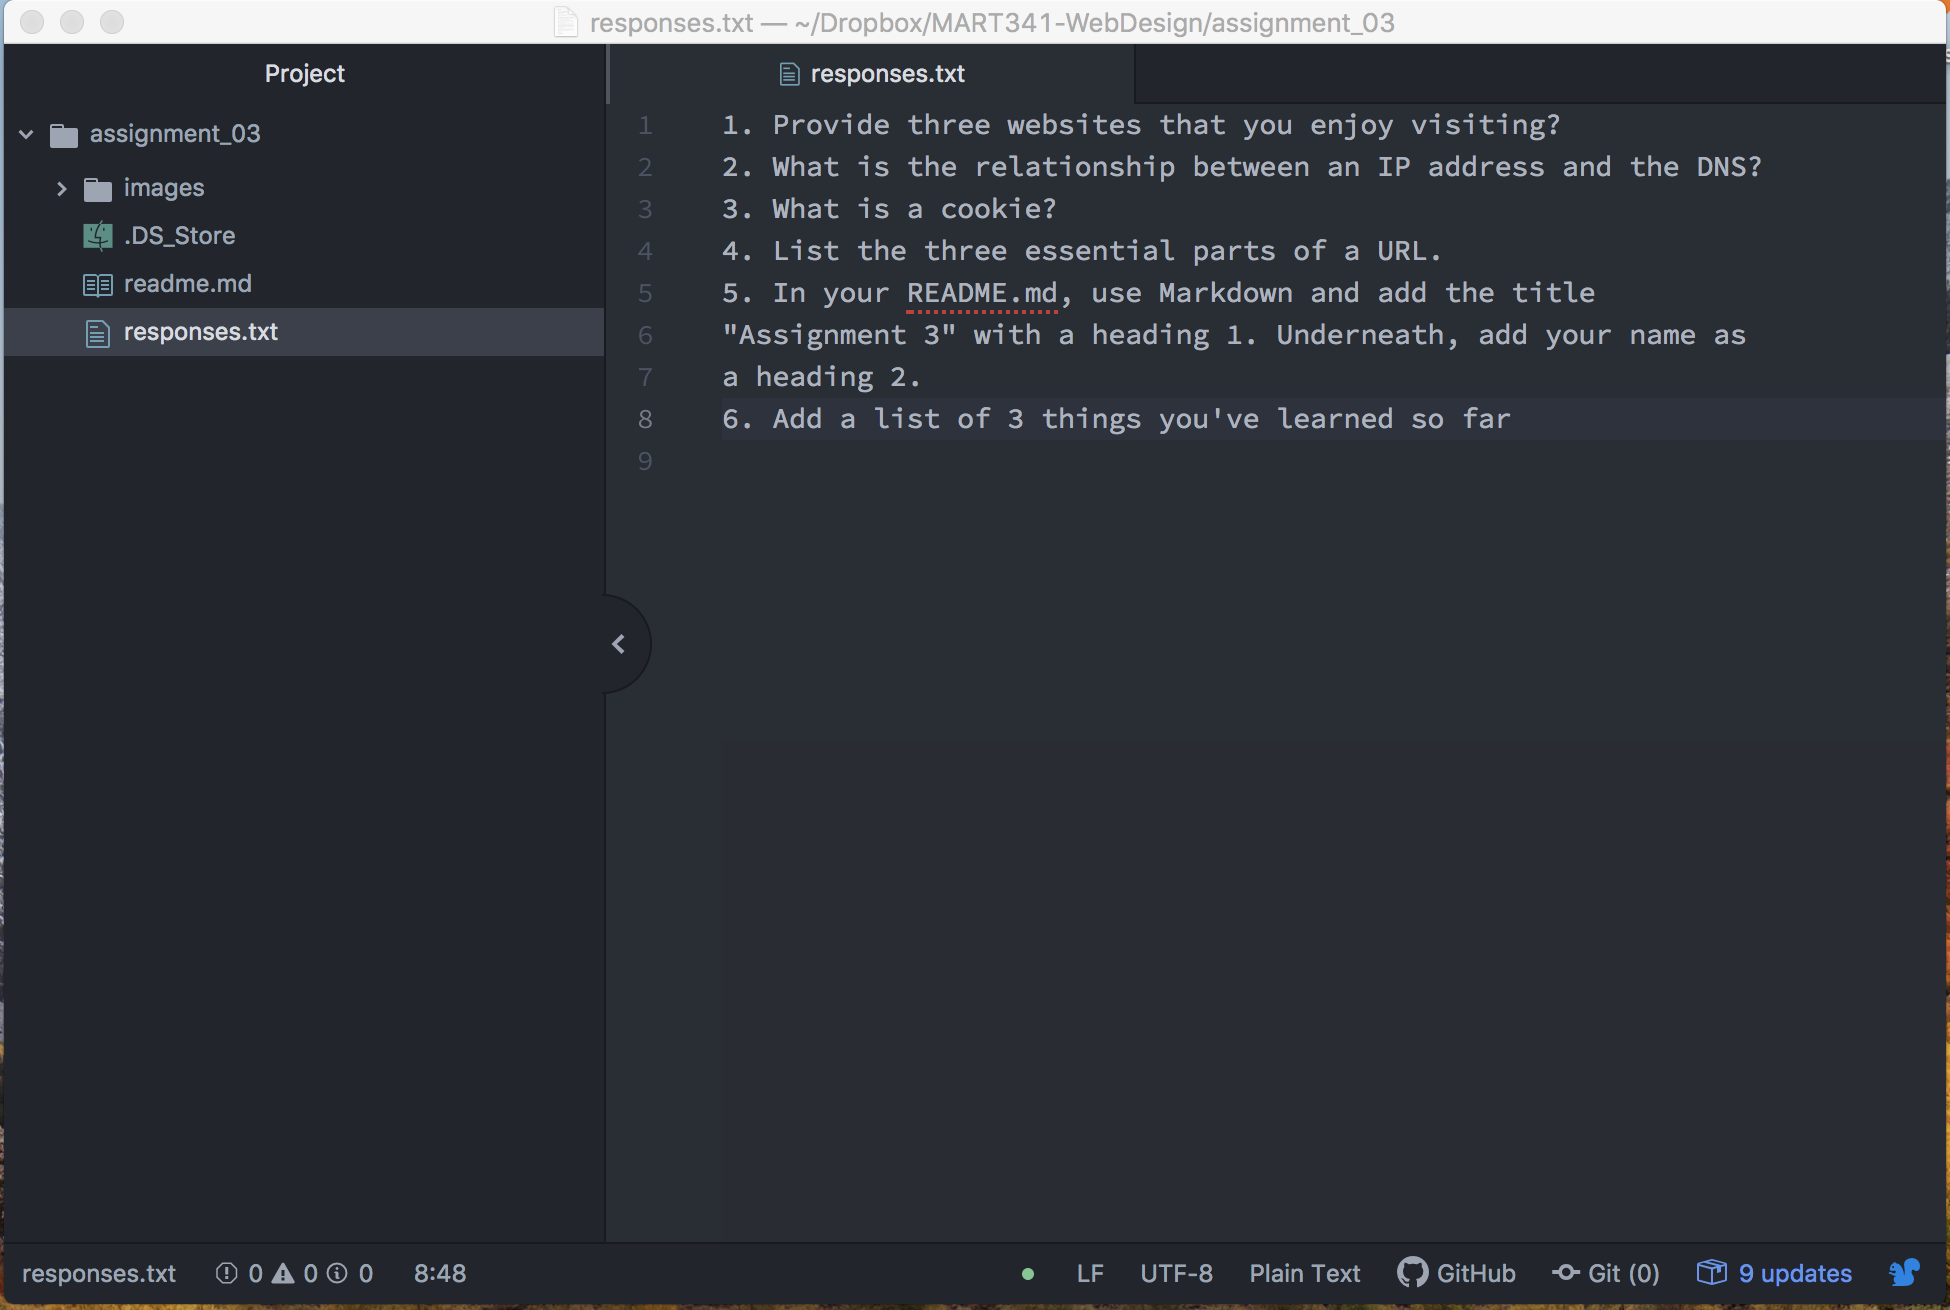 responses.txt — ~/Dropbox/MART341-WebDesign/assignment_03
Project
assignment_03
images
.DS_Store
readme.md
responses.txt
responses.txt
1 1. Provide three websites that you enjoy visiting?
2 2. What is the relationship between an IP address and the DNS?
3 3. What is a cookie?
4 4. List the three essential parts of a URL.
5 5. In your README.md, use Markdown and add the title
6 "Assignment 3" with a heading 1. Underneath, add your name as
7 a heading 2.
8 6. Add a list of 3 things you've learned so far
9
responses.txt 0 0 0 8:48 LF UTF-8 Plain Text GitHub Git (0) 9 updates